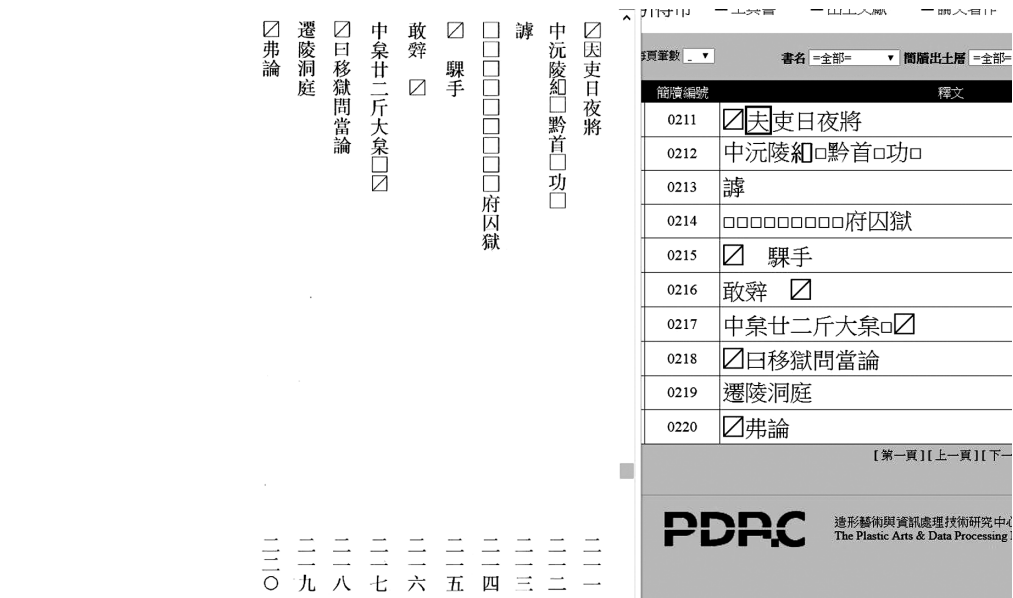 ☑夫吏日夜將
中沅陵□黔首□功□
謼
□□□□□□□□□府囚獄
☑ 騍手
敢辤 ☑
中枲廿二斤大枲□☑
☑曰移獄問當論
遷陵洞庭
☑弗論
二一一
二一二
二一三
二一四
二一五
二一六
二一七
二一八
二一九
二二〇
每頁筆數
書名 =全部=
簡牘出土層 =全部=
簡牘編號 釋文
0211 ☑夫吏日夜將
0212 中沅陵□黔首□功□
0213 謼
0214 □□□□□□□□□府囚獄
0215 ☑ 騍手
0216 敢辤 ☑
0217 中枲廿二斤大枲□☑
0218 ☑曰移獄問當論
0219 遷陵洞庭
0220 ☑弗論
[ 第一頁 ] [ 上一頁 ] [ 下一
PDAC
造形藝術與資訊處理技術研究中心
The Plastic Arts & Data Processing